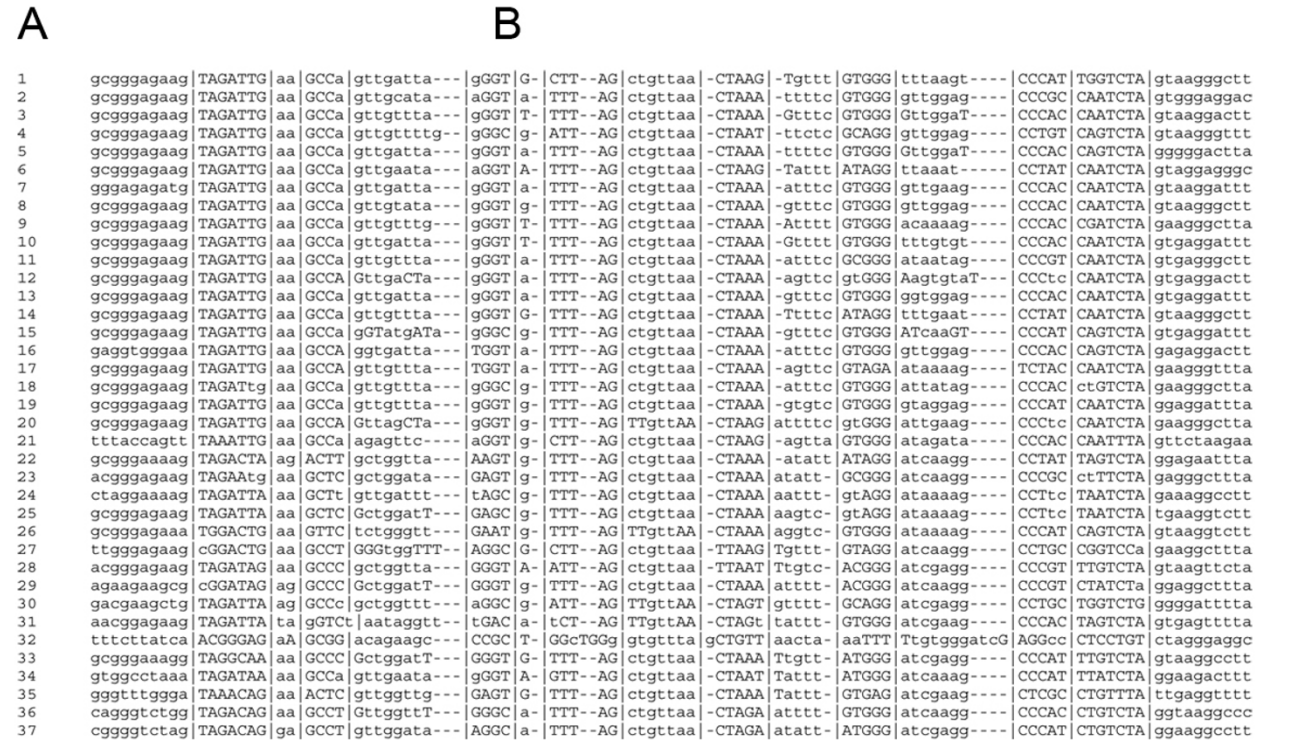 A B
1 gcgggagaag|TAGATTG|aa|GCCa|gttgatta---|gGGT|G-|CTT--AG|ctgttaa|-CTAAG|-Tgttt|GTGGG|tttaagt----|CCCAT|TGGTCTA|gtaagggctt
2 gcgggagaag|TAGATTG|aa|GCCa|gttgcata---|aGGT|a-|TTT--AG|ctgttaa|-CTAAA|-ttttc|GTGGG|gttggag----|CCCGC|CAATCTA|gtgggaggac
3 gcgggagaag|TAGATTG|aa|GCCa|gttgttta---|gGGT|T-|TTT--AG|ctgttaa|-CTAAA|-Gtttc|GTGGG|GttggaT----|CCCAC|CAATCTA|gtaaggactt
4 gcgggagaag|TAGATTG|aa|GCCa|gttgttttg--|gGGC|g-|ATT--AG|ctgttaa|-CTAAT|-ttctc|GCAGG|gttggag----|CCTGT|CAGTCTA|gtaagggttt
5 gcgggagaag|TAGATTG|aa|GCCa|gttgatta---|gGGT|a-|TTT--AG|ctgttaa|-CTAAA|-ttttc|GTGGG|GttggaT----|CCCAC|CAGTCTA|gggggactta
6 gcgggagaag|TAGATTG|aa|GCCa|gttgaata---|aGGT|A-|TTT--AG|ctgttaa|-CTAAG|-Tattt|ATAGG|ttaaat-----|CCTAT|CAATCTA|gtaggagggc
7 gggagagatg|TAGATTG|aa|GCCa|gttgatta---|gGGT|a-|TTT--AG|ctgttaa|-CTAAA|-atttc|GTGGG|gttgaag----|CCCAC|CAATCTA|gtaaggattt
8 gcgggagaag|TAGATTG|aa|GCCa|gttgtata---|gGGT|g-|TTT--AG|ctgttaa|-CTAAA|-gtttc|GTGGG|gttggag----|CCCAC|CAATCTA|gtaagggctt
9 gcgggagaag|TAGATTG|aa|GCCa|gttgtttg---|gGGT|T-|TTT--AG|ctgttaa|-CTAAA|-Atttt|GTGGG|acaaaag----|CCCAC|CGATCTA|gaagggctta
10 gcgggagaag|TAGATTG|aa|GCCa|gttgatta---|gGGT|T-|TTT--AG|ctgttaa|-CTAAA|-Gtttt|GTGGG|tttgtgt----|CCCAC|CAATCTA|gtgaggattt
11 gcgggagaag|TAGATTG|aa|GCCa|gttgttta---|gGGT|a-|TTT--AG|ctgttaa|-CTAAA|-atttc|GCGGG|ataatag----|CCCGT|CAATCTA|gtgagggctt
12 gcgggagaag|TAGATTG|aa|GCCA|GttgaCTa---|gGGT|a-|TTT--AG|ctgttaa|-CTAAA|-agttc|gtGGG|AagtgtaT----|CCCtc|CAATCTA|gtgaggactt
13 gcgggagaag|TAGATTG|aa|GCCa|gttgatta---|gGGT|a-|TTT--AG|ctgttaa|-CTAAA|-gtttc|GTGGG|ggtggag----|CCCAC|CAATCTA|gtgaggattt
14 gcgggagaag|TAGATTG|aa|GCCa|gttgttta---|gGGT|G-|TTT--AG|ctgttaa|-CTAAA|-Ttttc|ATAGG|tttgaat----|CCTAT|CAATCTA|gtaagggctt
15 gcgggagaag|TAGATTG|aa|GCCa|gGTatgATa---|gGGC|g-|TTT--AG|ctgttaa|-CTAAA|-gtttc|GTGGG|ATCaaGT----|CCCAT|CAGTCTA|gtgaggattt
16 gaggtgggaa|TAGATTG|aa|GCCA|ggtgatta---|TGGT|a-|TTT--AG|ctgttaa|-CTAAA|-atttc|GTGGG|gttggag----|CCCAC|CAGTCTA|gagaggactt
17 gcgggagaag|TAGATTG|aa|GCCA|gttgttta---|TGGT|a-|TTT--AG|ctgttaa|-CTAAA|-agttc|GTAGA|ataaaag----|TCTAC|CAATCTA|gaagggttta
18 gcgggagaag|TAGATtg|aa|GCCA|gttgttta---|gGGC|g-|TTT--AG|ctgttaa|-CTAAA|-atttc|GTGGG|attatag----|CCCAC|ctGTCTA|gaagggctta
19 gcgggagaag|TAGATTG|aa|GCCa|gttgttta---|gGGT|g-|TTT--AG|ctgttaa|-CTAAA|-gtgtc|GTGGG|gtaggag----|CCCAT|CAATCTA|ggaggattta
20 gcgggagaag|TAGATTG|aa|GCCA|GttagCTa---|gGGT|g-|TTT--AG|TTgttAA|-CTAAG|attttc|gtGGG|attgaag----|CCCtc|CAATCTA|gaagggctta
21 tttaccagtt|TAAATTG|aa|GCCa|agagttc----|aGGT|g-|CTT--AG|ctgttaa|-CTAAG|-agtta|GTGGG|atagata----|CCCAC|CAATTTA|gttctaagaa
22 gcgggaaaag|TAGACTA|ag|ACTT|gctggtta---|AAGT|g-|TTT--AG|ctgttaa|-CTAAA|-atatt|ATAGG|atcaagg----|CCTAT|TAGTCTA|ggagaattta
23 acgggagaag|TAGAAtg|aa|GCTC|gctggata---|GAGT|g-|TTT--AG|ctgttaa|-CTAAA|atatt-|GCGGG|atcaagg----|CCCGC|ctTTCTA|gagggcttta
24 ctaggaaaag|TAGATTA|aa|GCTt|gttgattt---|tAGC|g-|TTT--AG|ctgttaa|-CTAAA|aattt-|gtAGG|ataaaag----|CCTtc|TAATCTA|gaaaggcctt
25 gcgggagaag|TAGATTA|aa|GCTC|GctggatT---|GAGC|g-|TTT--AG|ctgttaa|-CTAAA|aagtc-|gtAGG|ataaaag----|CCTtc|TAATCTA|tgaaggtctt
26 gcgggagaaa|TGGACTG|aa|GTTC|tctgggtt---|GAAT|g-|TTT--AG|TTgttAA|-CTAAA|aggtc-|GTGGG|ataaaag----|CCCAT|CAGTCTA|gtaaggtctt
27 ttgggagaag|cGGACTG|aa|GCCT|GGGtggTTT--|AGGC|G-|CTT--AG|ctgttaa|-TTAAG|Tgttt-|GTAGG|atcaagg----|CCTGC|CGGTCCa|gaaggcttta
28 acgggagaag|TAGATAG|aa|GCCC|gctggtta---|GGGT|A-|ATT--AG|ctgttaa|-TTAAT|Ttgtc-|ACGGG|atcgagg----|CCCGT|TTGTCTA|gtaagttcta
29 agaagaagcg|cGGATAG|ag|GCCC|GctggatT---|GGGT|g-|TTT--AG|ctgttaa|-CTAAA|atttt-|ACGGG|atcgagg----|CCCGT|CTATCTa|ggaggcttta
30 gacgaagctg|TAGATTA|ag|GCCc|gctggttt---|aGGC|g-|ATT--AG|TTgttAA|-CTAGT|gtttt-|GCAGG|atcgagg----|CCTGC|TGGTCTG|ggggatttta
31 aacggagaag|TAGATTA|ta|gGTCt|aataggtt---|tGAC|a-|tCT--AG|TTgttAA|-CTAGt|tattt-|GTGGG|atcgagg----|CCCAC|TAGTCTA|gtgagtttta
32 tttcttatca|ACGGGAG|aA|GCGG|acagaagc---|CCGC|T-|GGcTGGg|gtgttta|gCTGTT|aacta-|aaTTT|TtgtgggatcG|AGGcc|CTCCTGT|ctagggaggc
33 gcgggaaagg|TAGGCAA|aa|GCCC|GctggatT---|GGGT|G-|TTT--AG|ctgttaa|-CTAAA|Ttgtt-|ATGGG|atcgagg----|CCCAT|TTGTCTA|gtaaggcctt
34 gtggcctaaa|TAGATAA|aa|GCCa|gttgaata---|gGGT|A-|GTT--AG|ctgttaa|-CTAAT|Tattt-|ATGGG|atcaaag----|CCCAT|TTATCTA|ggaagacttt
35 gggtttggga|TAAACAG|aa|ACTC|gttggttg---|GAGT|G-|TTT--AG|ctgttaa|-CTAAA|Tattt-|GTGAG|atcgaag----|CTCGC|CTGTTTA|ttgaggtttt
36 cagggtctgg|TAGACAG|aa|GCCT|GttggttT---|GGGC|a-|TTT--AG|ctgttaa|-CTAGA|atttt-|GTGGG|atcaagg----|CCCAC|CTGTCTA|ggtaaggccc
37 cggggtctag|TAGACAG|ga|GCCT|gttggata---|AGGC|a-|TTT--AG|ctgttaa|-CTAGA|atatt-|ATGGG|atcgagg----|CCCAT|CTGTCTA|ggaaggcctt